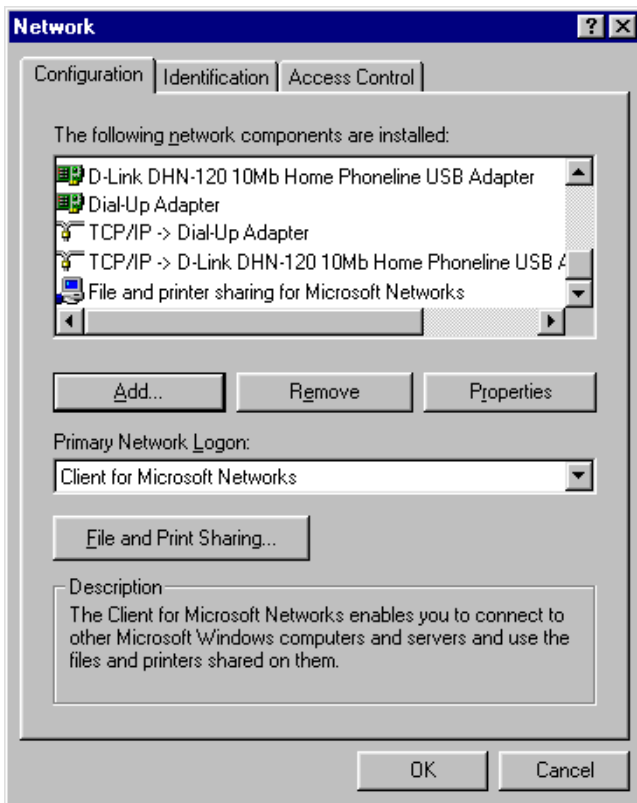 Network
Configuration Identification Access Control
The following network components are installed:
D-Link DHN-120 10Mb Home Phoneline USB Adapter
Dial-Up Adapter
TCP/IP -> Dial-Up Adapter
TCP/IP -> D-Link DHN-120 10Mb Home Phoneline USB A
File and printer sharing for Microsoft Networks
Add... Remove Properties
Primary Network Logon:
Client for Microsoft Networks
File and Print Sharing...
Description
The Client for Microsoft Networks enables you to connect to
other Microsoft Windows computers and servers and use the
files and printers shared on them.
OK Cancel